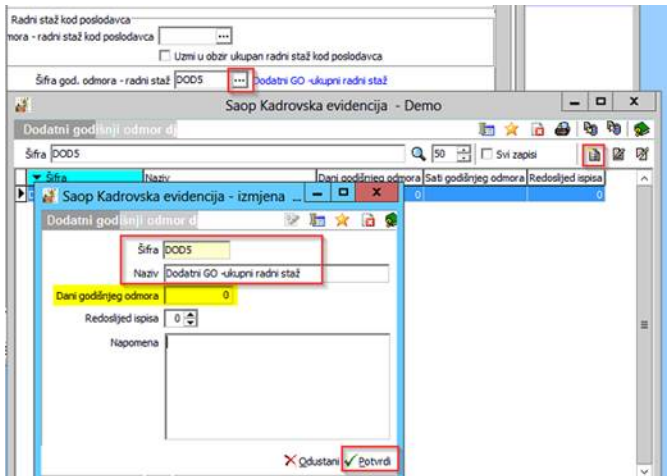 Radni staž kod poslodavca
mora - radni staž kod poslodavca ...
Uzmi u obzir ukupan radni staž kod poslodavca
Šifra god. odmora - radni staž DOD5 ... Dodatni GO -ukupni radni staž
Saop Kadrovska evidencija - Demo
Dodatni godišnji odmor d
Šifra DOD5 50 Svi zapisi
Šifra Naziv Dani godišnjeg odmora Sati godišnjeg odmora Redoslijed ispisa
0 0
Saop Kadrovska evidencija - izmjena ...
Dodatni godišnji odmor d
Šifra DOD5
Naziv Dodatni GO -ukupni radni staž
Dani godišnjeg odmora 0
Redoslijed ispisa 0
Napomena
Odustani Potvrdi